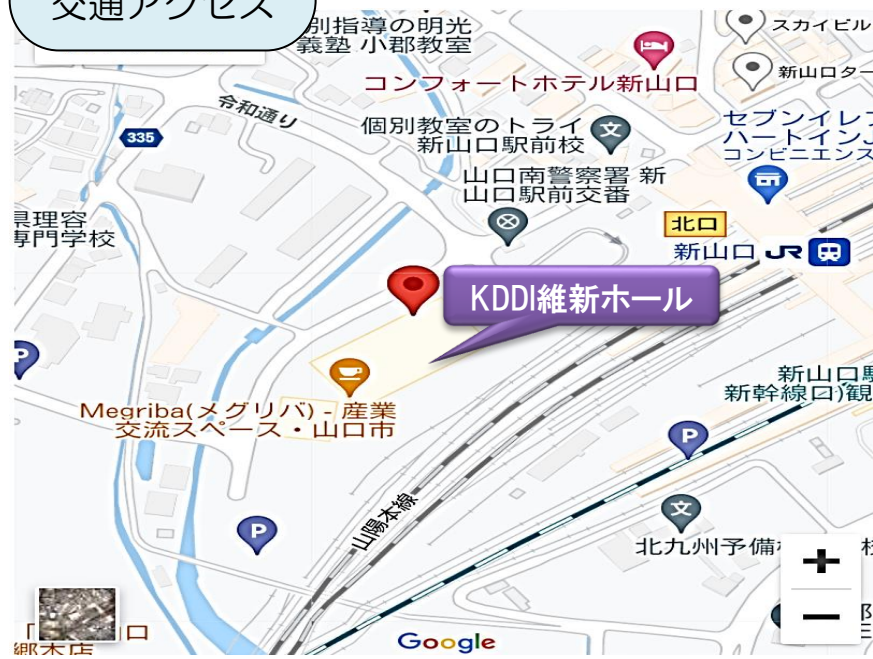 交通アクセス
別指導の明光
義塾 小郡教室
スカイビル
コンフォートホテル新山口
新山口ター
令和通り
335
個別教室のトライ
新山口駅前校
文
セブンイレブ
ハートインJ
コンビニエンス
山口南警察署 新
山口駅前交番
県理容
専門学校
北口
新山口 JR
KDDI維新ホール
P
新山口駅
新幹線口)観
Megriba(メグリバ) - 産業
交流スペース・山口市
P
山陽本線
文
P
北九州予備
校
Google